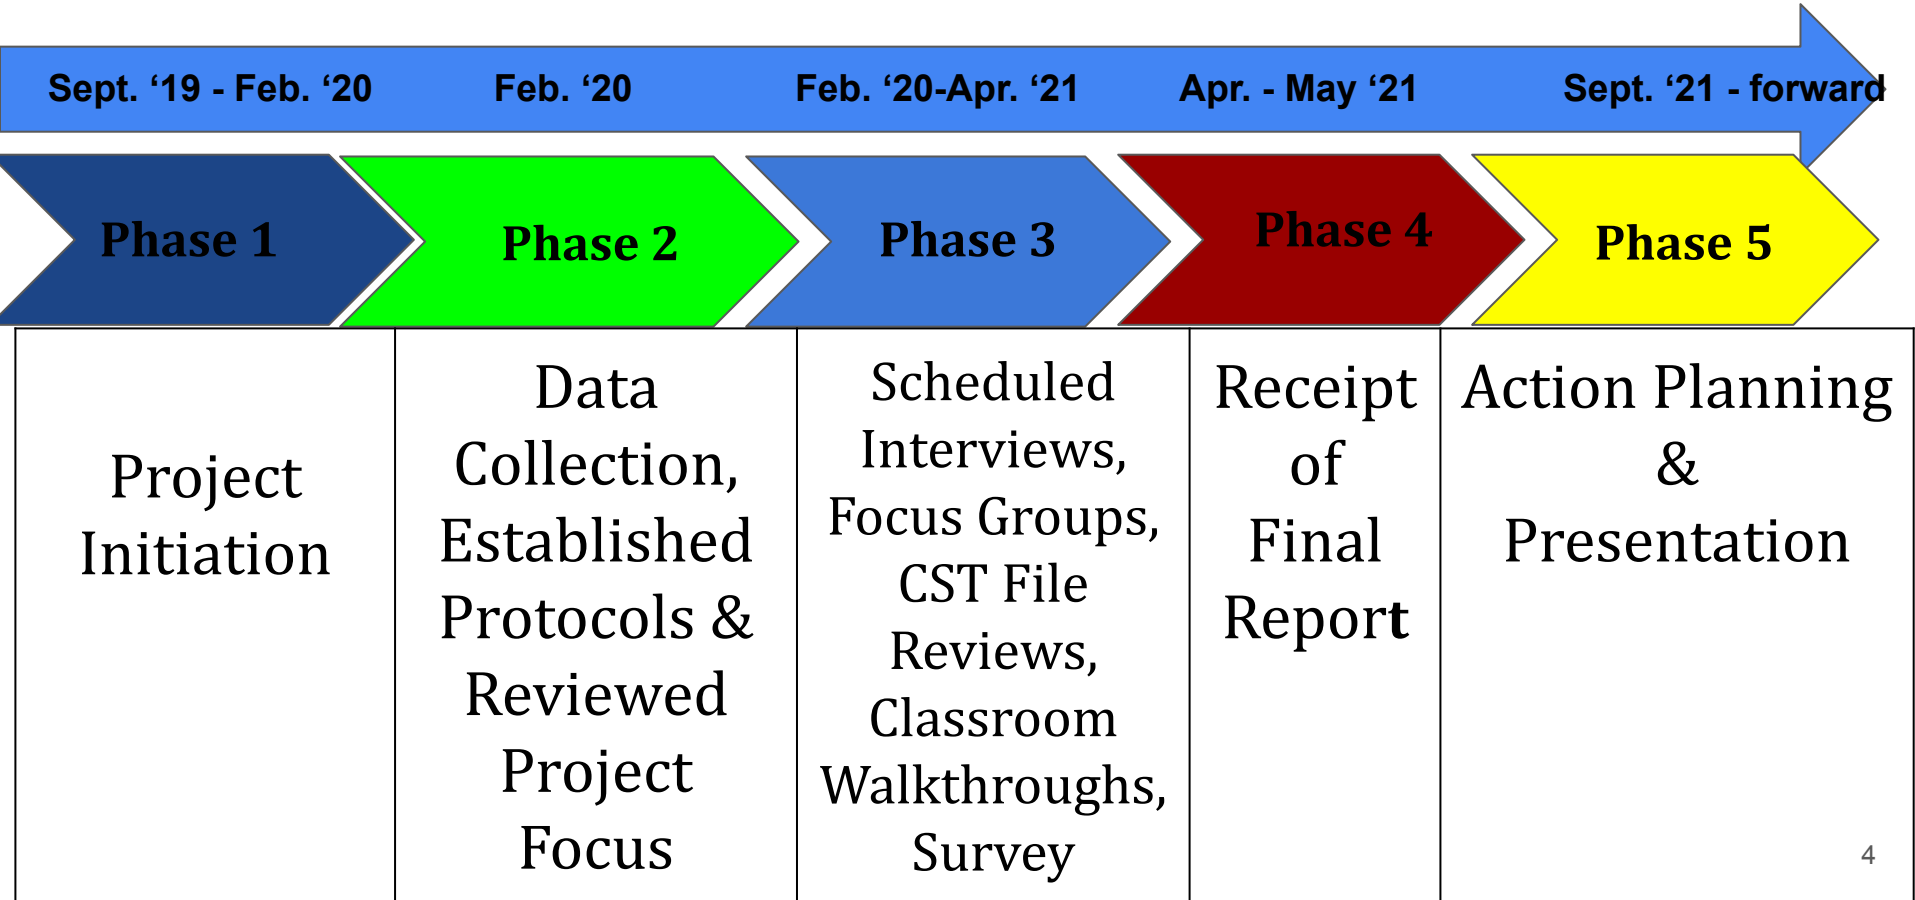 Sept. ‘19 - Feb. ‘20
Feb. ‘20
Feb. ‘20-Apr. ‘21
Apr. - May ‘21
Sept. ‘21 - forward
Phase 1
Phase 2
Phase 3
Phase 4
Phase 5
Project
Initiation
Data
Collection,
Established
Protocols &
Reviewed
Project
Focus
Scheduled
Interviews,
Focus Groups,
CST File
Reviews,
Classroom
Walkthroughs,
Survey
Receipt
of
Final
Report
Action Planning
&
Presentation
4